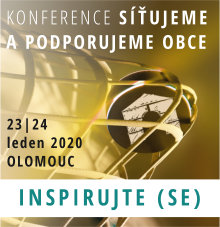 KONFERENCE SÍŤUJEME
A PODPORUJEME OBCE
23|24
leden 2020
OLOMOUC
INSPIRUJTE (SE)